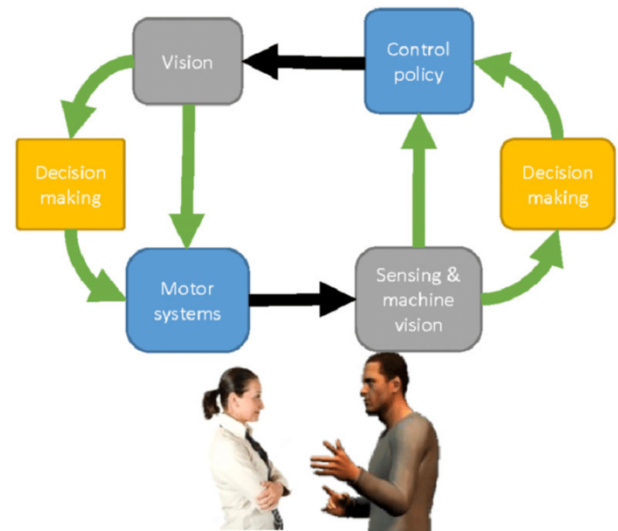 Vision
Control
policy
Decision
making
Decision
making
Motor
systems
Sensing &
machine
vision